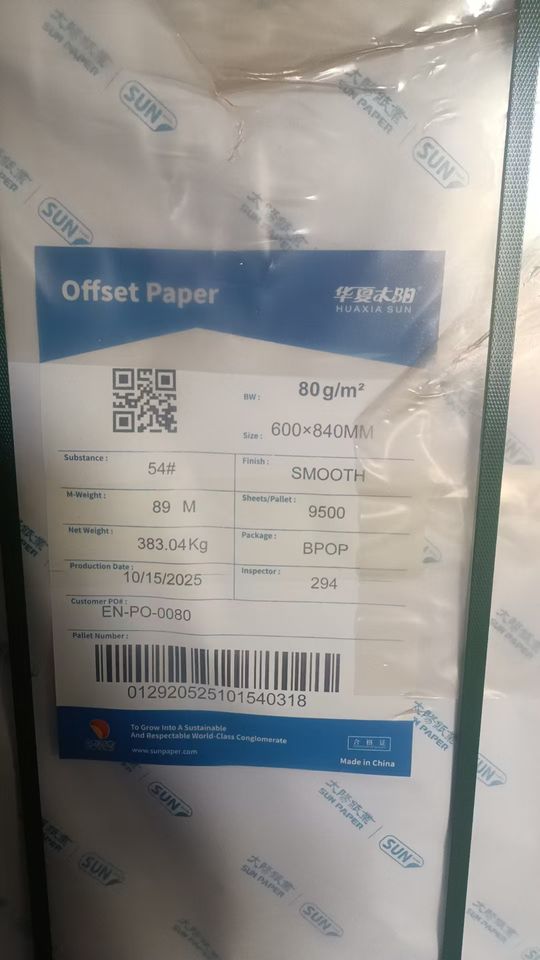 太阳纸业
SUN PAPER
SUN
Offset Paper
华夏太阳
HUAXIA SUN
BW :
80g/m²
Size :
600×840MM
Substance :
54#
Finish :
SMOOTH
M-Weight :
89 M
Sheets/Pallet :
9500
Net Weight :
383.04Kg
Package :
BPOP
Production Date :
10/15/2025
Inspector :
294
Customer PO# :
EN-PO-0080
Pallet Number :
012920525101540318
To Grow Into A Sustainable
And Respectable World-Class Conglomerate
www.sunpaper.com
合 格 证
Made in China